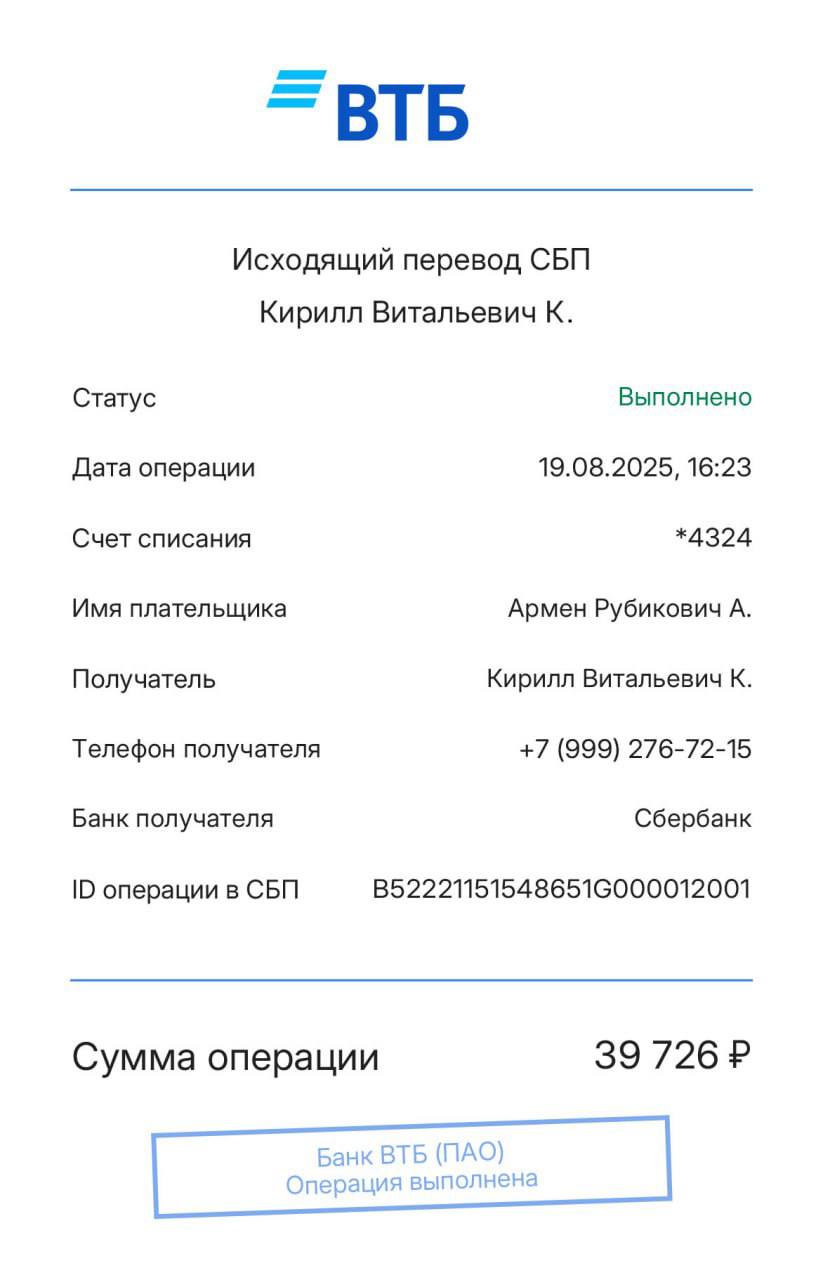 ВТБ
Исходящий перевод СБП
Кирилл Витальевич К.
Статус Выполнено
Дата операции 19.08.2025, 16:23
Счет списания *4324
Имя плательщика Армен Рубикович А.
Получатель Кирилл Витальевич К.
Телефон получателя +7 (999) 276-72-15
Банк получателя Сбербанк
ID операции в СБП B52221151548651G000012001
Сумма операции 39 726 ₽
Банк ВТБ (ПАО)
Операция выполнена